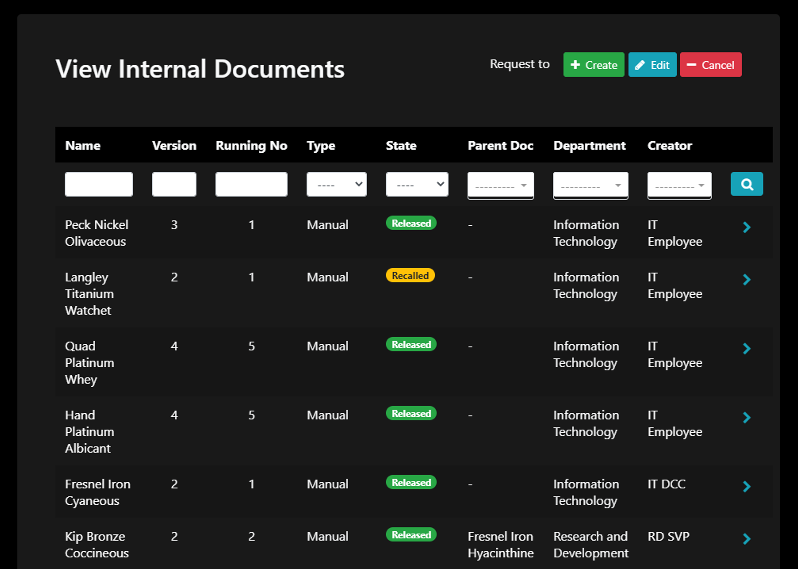 View Internal Documents
Request to
Create
Edit
Cancel
Name Version Running No Type State Parent Doc Department Creator
---- ---- --------- --------- ---------
Peck Nickel 3 1 Manual Released - Information IT
Olivaceous Technology Employee
Langley 2 1 Manual Recalled - Information IT
Titanium Technology Employee
Watchet
Quad 4 5 Manual Released - Information IT
Platinum Technology Employee
Whey
Hand 4 5 Manual Released - Information IT
Platinum Technology Employee
Albicant
Fresnel Iron 2 1 Manual Released - Information IT DCC
Cyaneous Technology
Kip Bronze 2 2 Manual Released Fresnel Iron Research and RD SVP
Coccineous Hyacinthine Development